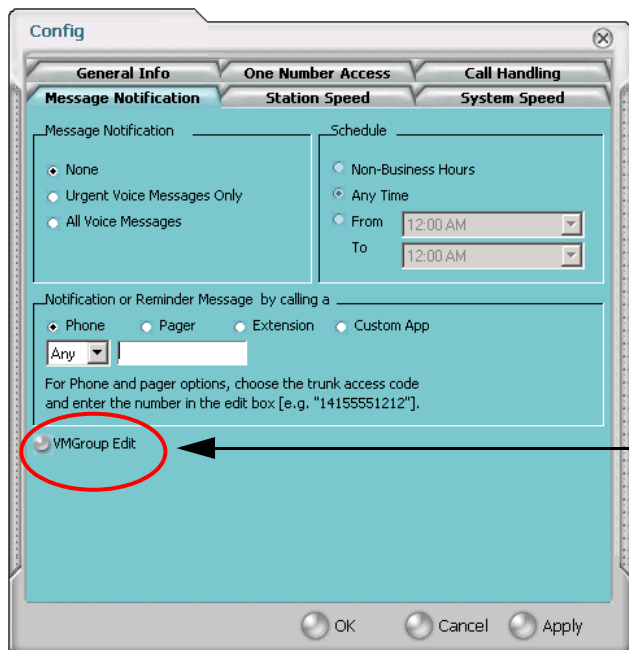 Config
General Info One Number Access Call Handling
Message Notification Station Speed System Speed
Message Notification
None
Urgent Voice Messages Only
All Voice Messages
Schedule
Non-Business Hours
Any Time
From 12:00 AM
To 12:00 AM
Notification or Reminder Message by calling a
Phone Pager Extension Custom App
Any
For Phone and pager options, choose the trunk access code
and enter the number in the edit box [e.g. "14155551212"].
VMGroup Edit
OK Cancel Apply